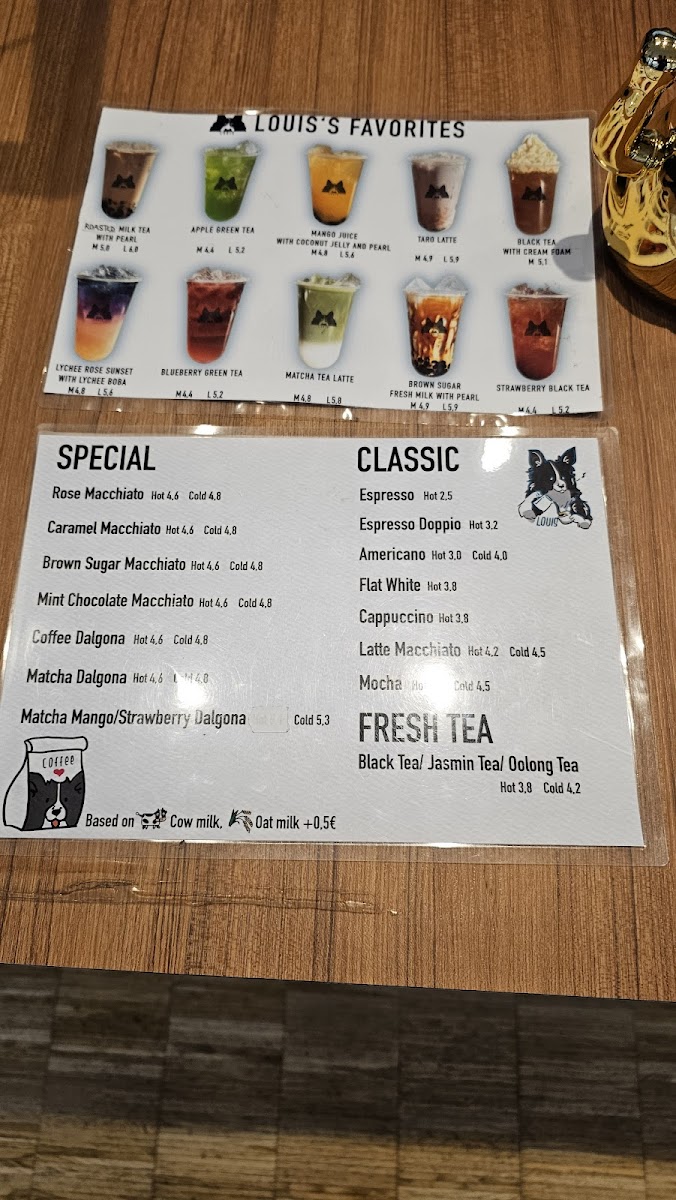 LOUIS'S FAVORITES
ROASTED MILK TEA
WITH PEARL
M 5,8 L 6,8
APPLE GREEN TEA
M 4,4 L 5,2
MANGO JUICE
WITH COCONUT JELLY AND PEARL
M 4,8 L 5,6
TARO LATTE
M 4,9 L 5,9
BLACK TEA
WITH CREAM FOAM
M 5,1
LYCHEE ROSE SUNSET
WITH LYCHEE BOBA
M 4,8 L 5,6
BLUEBERRY GREEN TEA
M 4,4 L 5,2
MATCHA TEA LATTE
M 4,8 L 5,8
BROWN SUGAR
FRESH MILK WITH PEARL
M 4,9 L 5,9
STRAWBERRY BLACK TEA
M 4,4 L 5,2
SPECIAL
Rose Macchiato Hot 4,6 Cold 4,8
Caramel Macchiato Hot 4,6 Cold 4,8
Brown Sugar Macchiato Hot 4,6 Cold 4,8
Mint Chocolate Macchiato Hot 4,6 Cold 4,8
Coffee Dalgona Hot 4,6 Cold 4,8
Matcha Dalgona Hot 4,6 4,8
Matcha Mango/Strawberry Dalgona Cold 5,3
coffee
Based on Cow milk, Oat milk +0,5€
CLASSIC
LOUIS
Espresso Hot 2,5
Espresso Doppio Hot 3,2
Americano Hot 3,0 Cold 4,0
Flat White Hot 3,8
Cappuccino Hot 3,8
Latte Macchiato Hot 4,2 Cold 4,5
Mocha Cold 4,5
FRESH TEA
Black Tea/ Jasmin Tea/ Oolong Tea
Hot 3,8 Cold 4,2